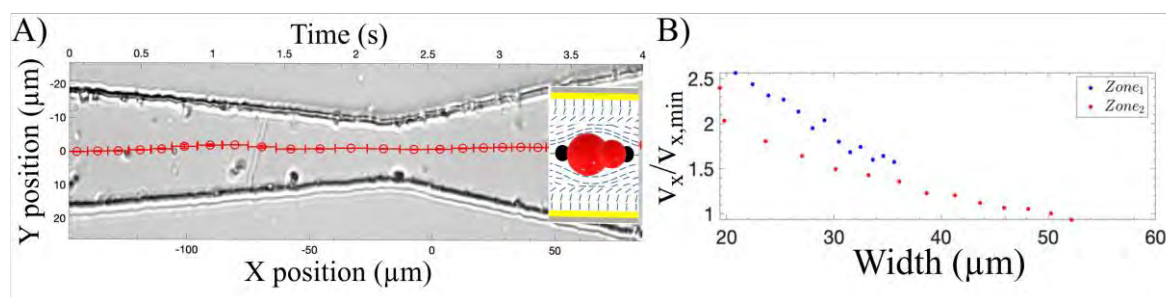 A)
Time (s)
0 0.5 1 1.5 2 2.5 3 3.5 4
Y position (µm)
-20
-10
0
10
20
-100 -50 0 50
X position (µm)
B)
v_x/v_x,min
2.5
2
1.5
1
Zone_1
Zone_2
20 30 40 50 60
Width (µm)